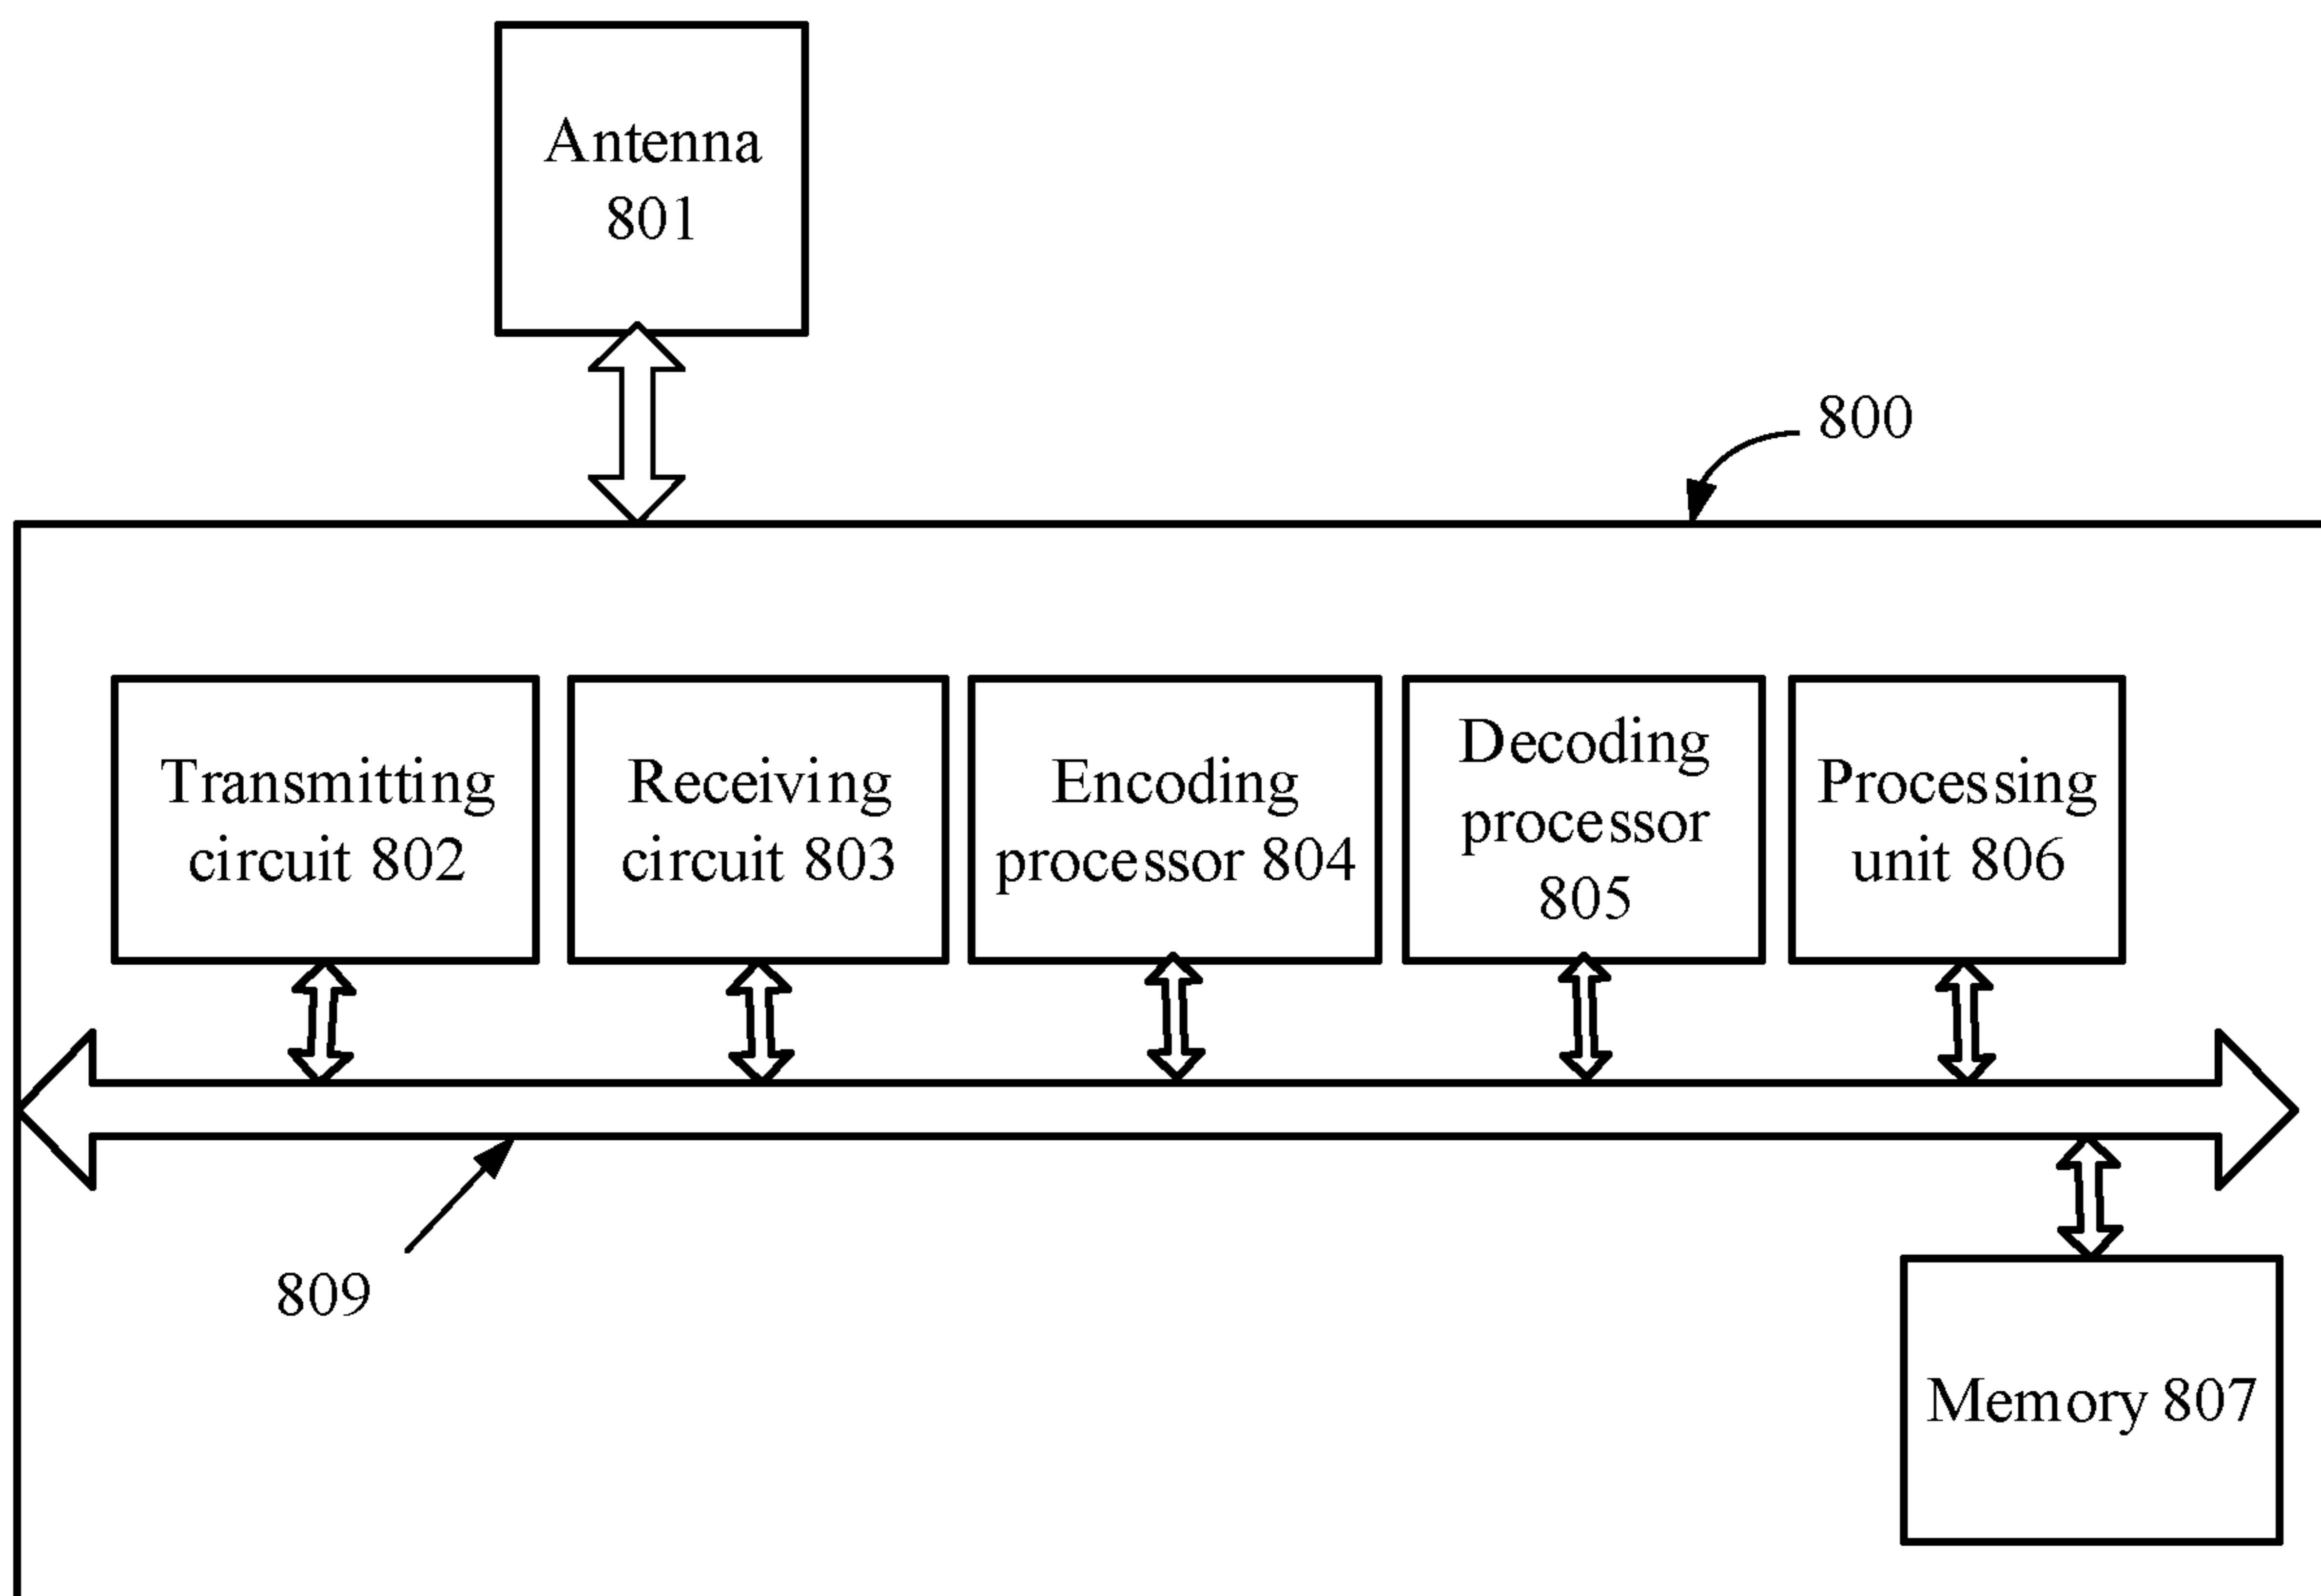 Antenna
801
800
Transmitting
circuit 802
Receiving
circuit 803
Encoding
processor 804
Decoding
processor
805
Processing
unit 806
809
Memory 807